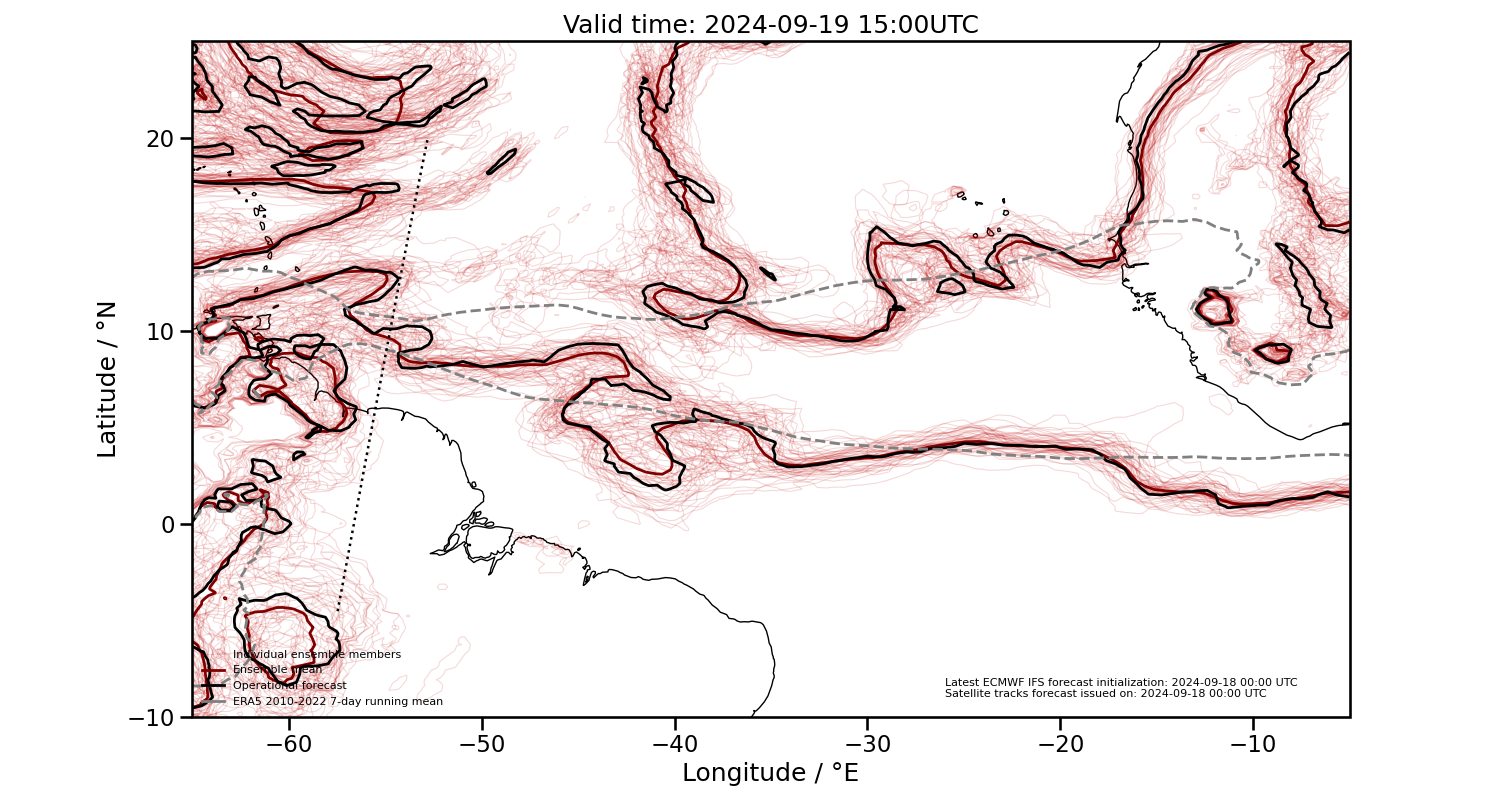 Valid time: 2024-09-19 15:00UTC
20
10
0
−10
Latitude / °N
Individual ensemble members
Ensemble mean
Operational forecast
ERA5 2010-2022 7-day running mean
Latest ECMWF IFS forecast initialization: 2024-09-18 00:00 UTC
Satellite tracks forecast issued on: 2024-09-18 00:00 UTC
−60
−50
−40
−30
−20
−10
Longitude / °E